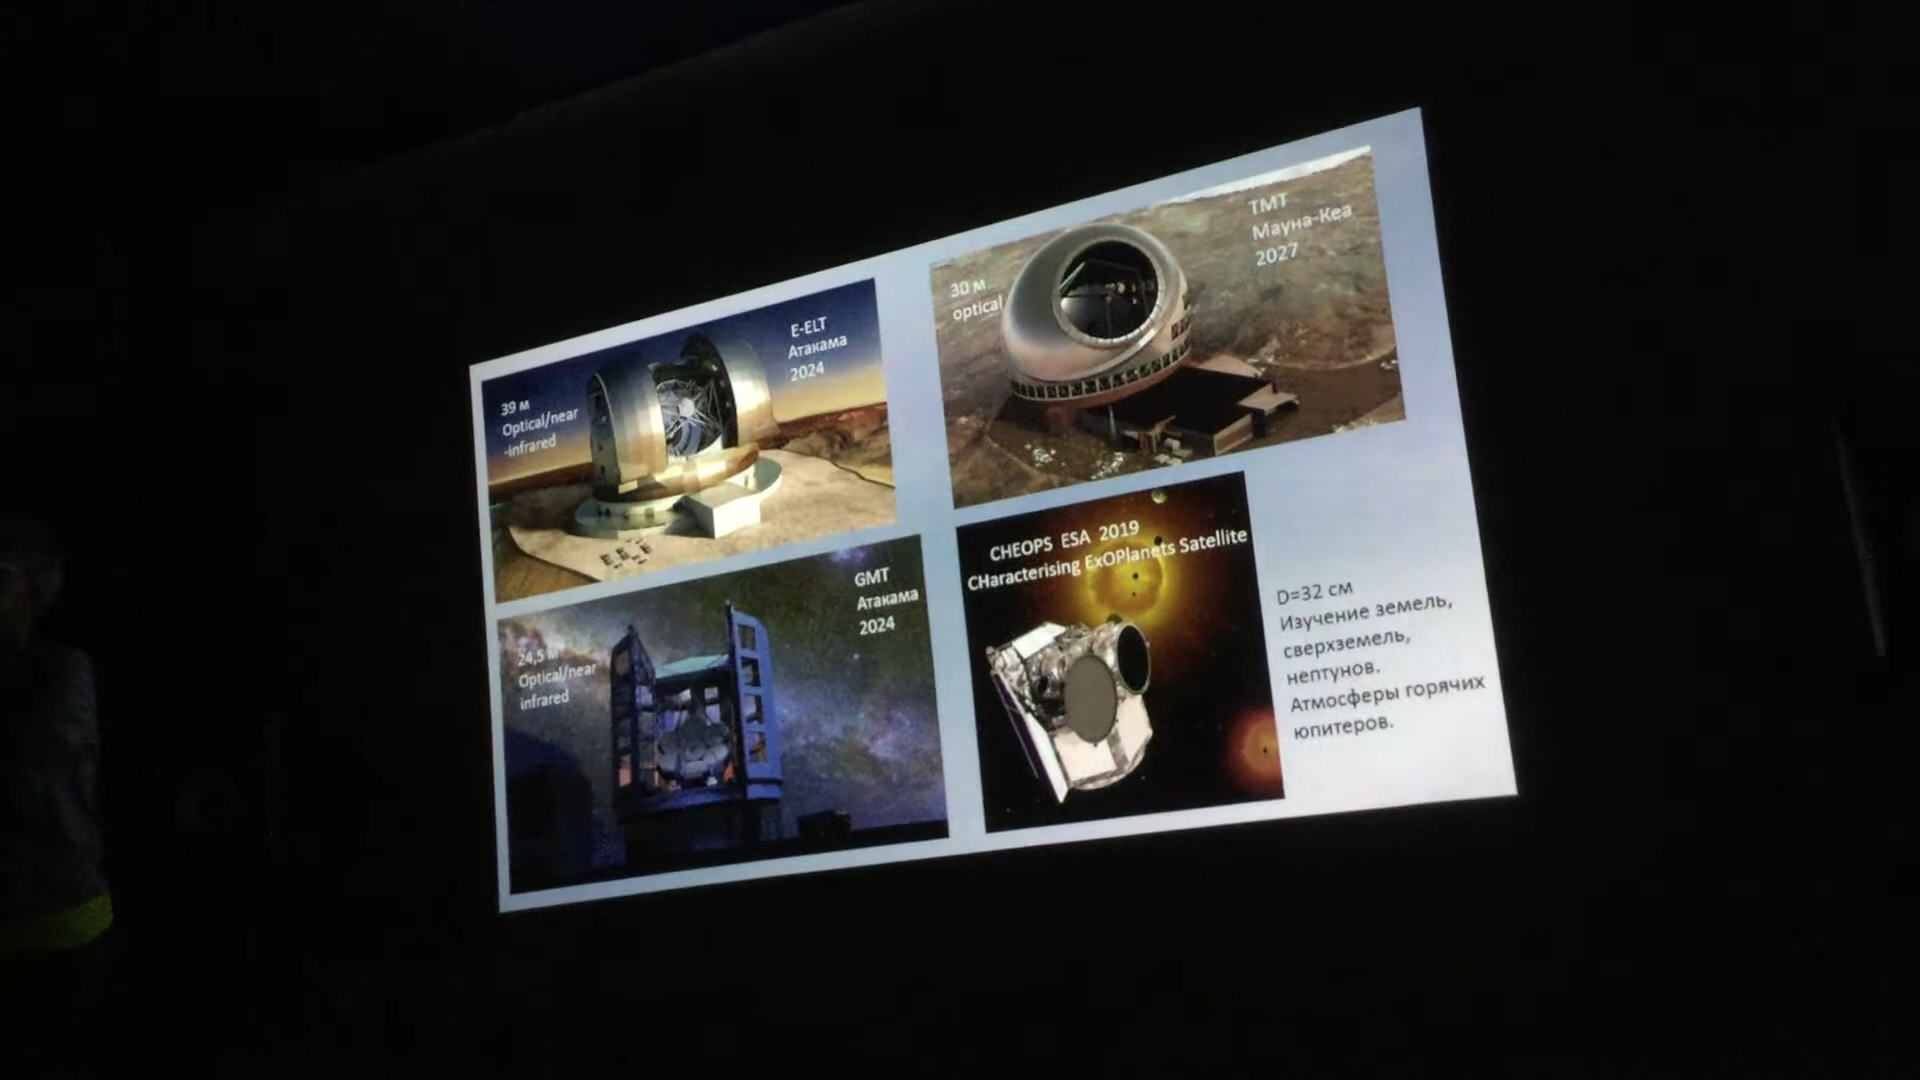 39 м
Optical/near
-infrared
E-ELT
Атакама
2024
30 м
optical
ТМТ
Мауна-Кеа
2027
24,5 м
Optical/near
infrared
GMT
Атакама
2024
CHEOPS ESA 2019
CHaracterising ExOPlanets Satellite
D=32 см
Изучение земель,
сверхземель,
нептунов.
Атмосферы горячих
юпитеров.